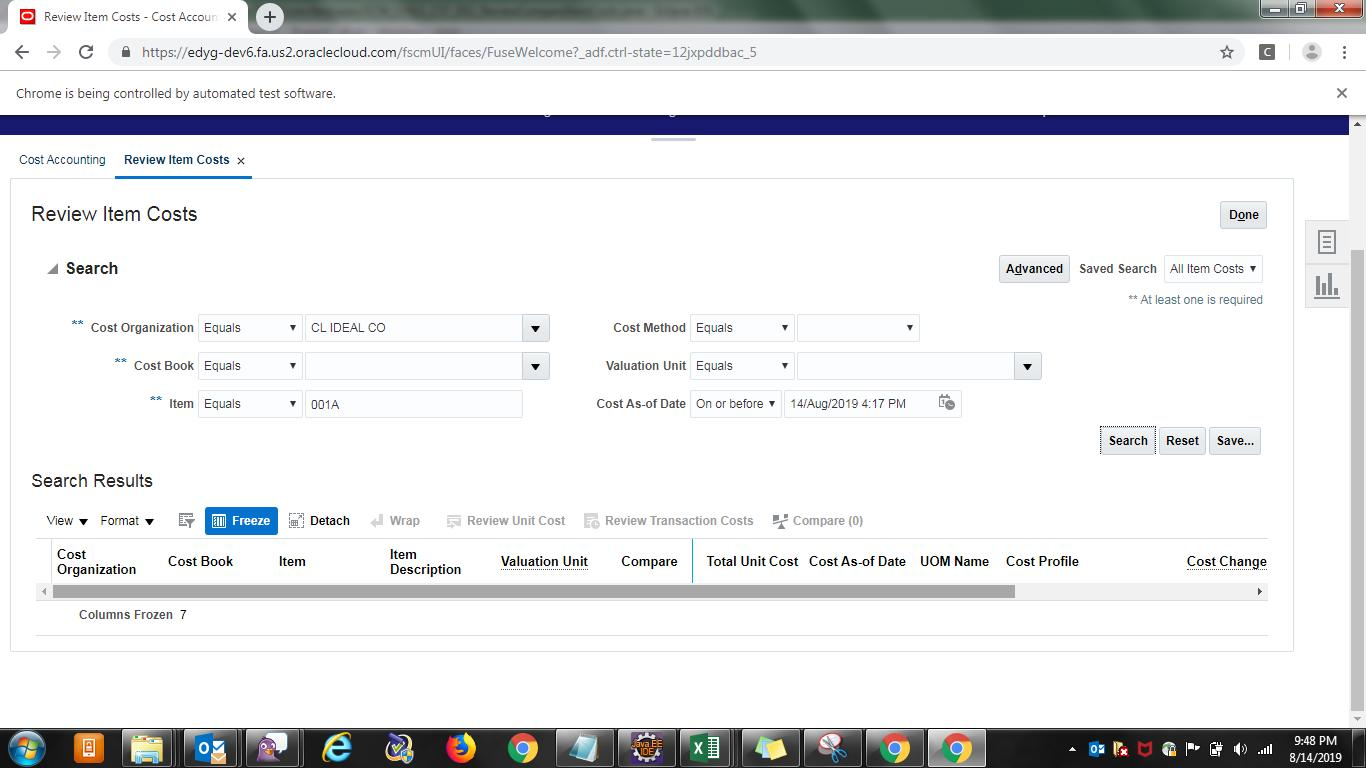 Review Item Costs - Cost Accoun
https://edyg-dev6.fa.us2.oraclecloud.com/fscmUI/faces/FuseWelcome?_adf.ctrl-state=12jxpddbac_5
C
Chrome is being controlled by automated test software.
Cost Accounting Review Item Costs
Review Item Costs
Done
Search
Advanced Saved Search All Item Costs
** At least one is required
** Cost Organization Equals CL IDEAL CO Cost Method Equals
** Cost Book Equals Valuation Unit Equals
** Item Equals 001A Cost As-of Date On or before 14/Aug/2019 4:17 PM
Search Reset Save...
Search Results
View Format Freeze Detach Wrap Review Unit Cost Review Transaction Costs Compare (0)
Cost Organization Cost Book Item Item Description Valuation Unit Compare Total Unit Cost Cost As-of Date UOM Name Cost Profile Cost Change
Columns Frozen 7
Java EE
IDE
9:48 PM
8/14/2019